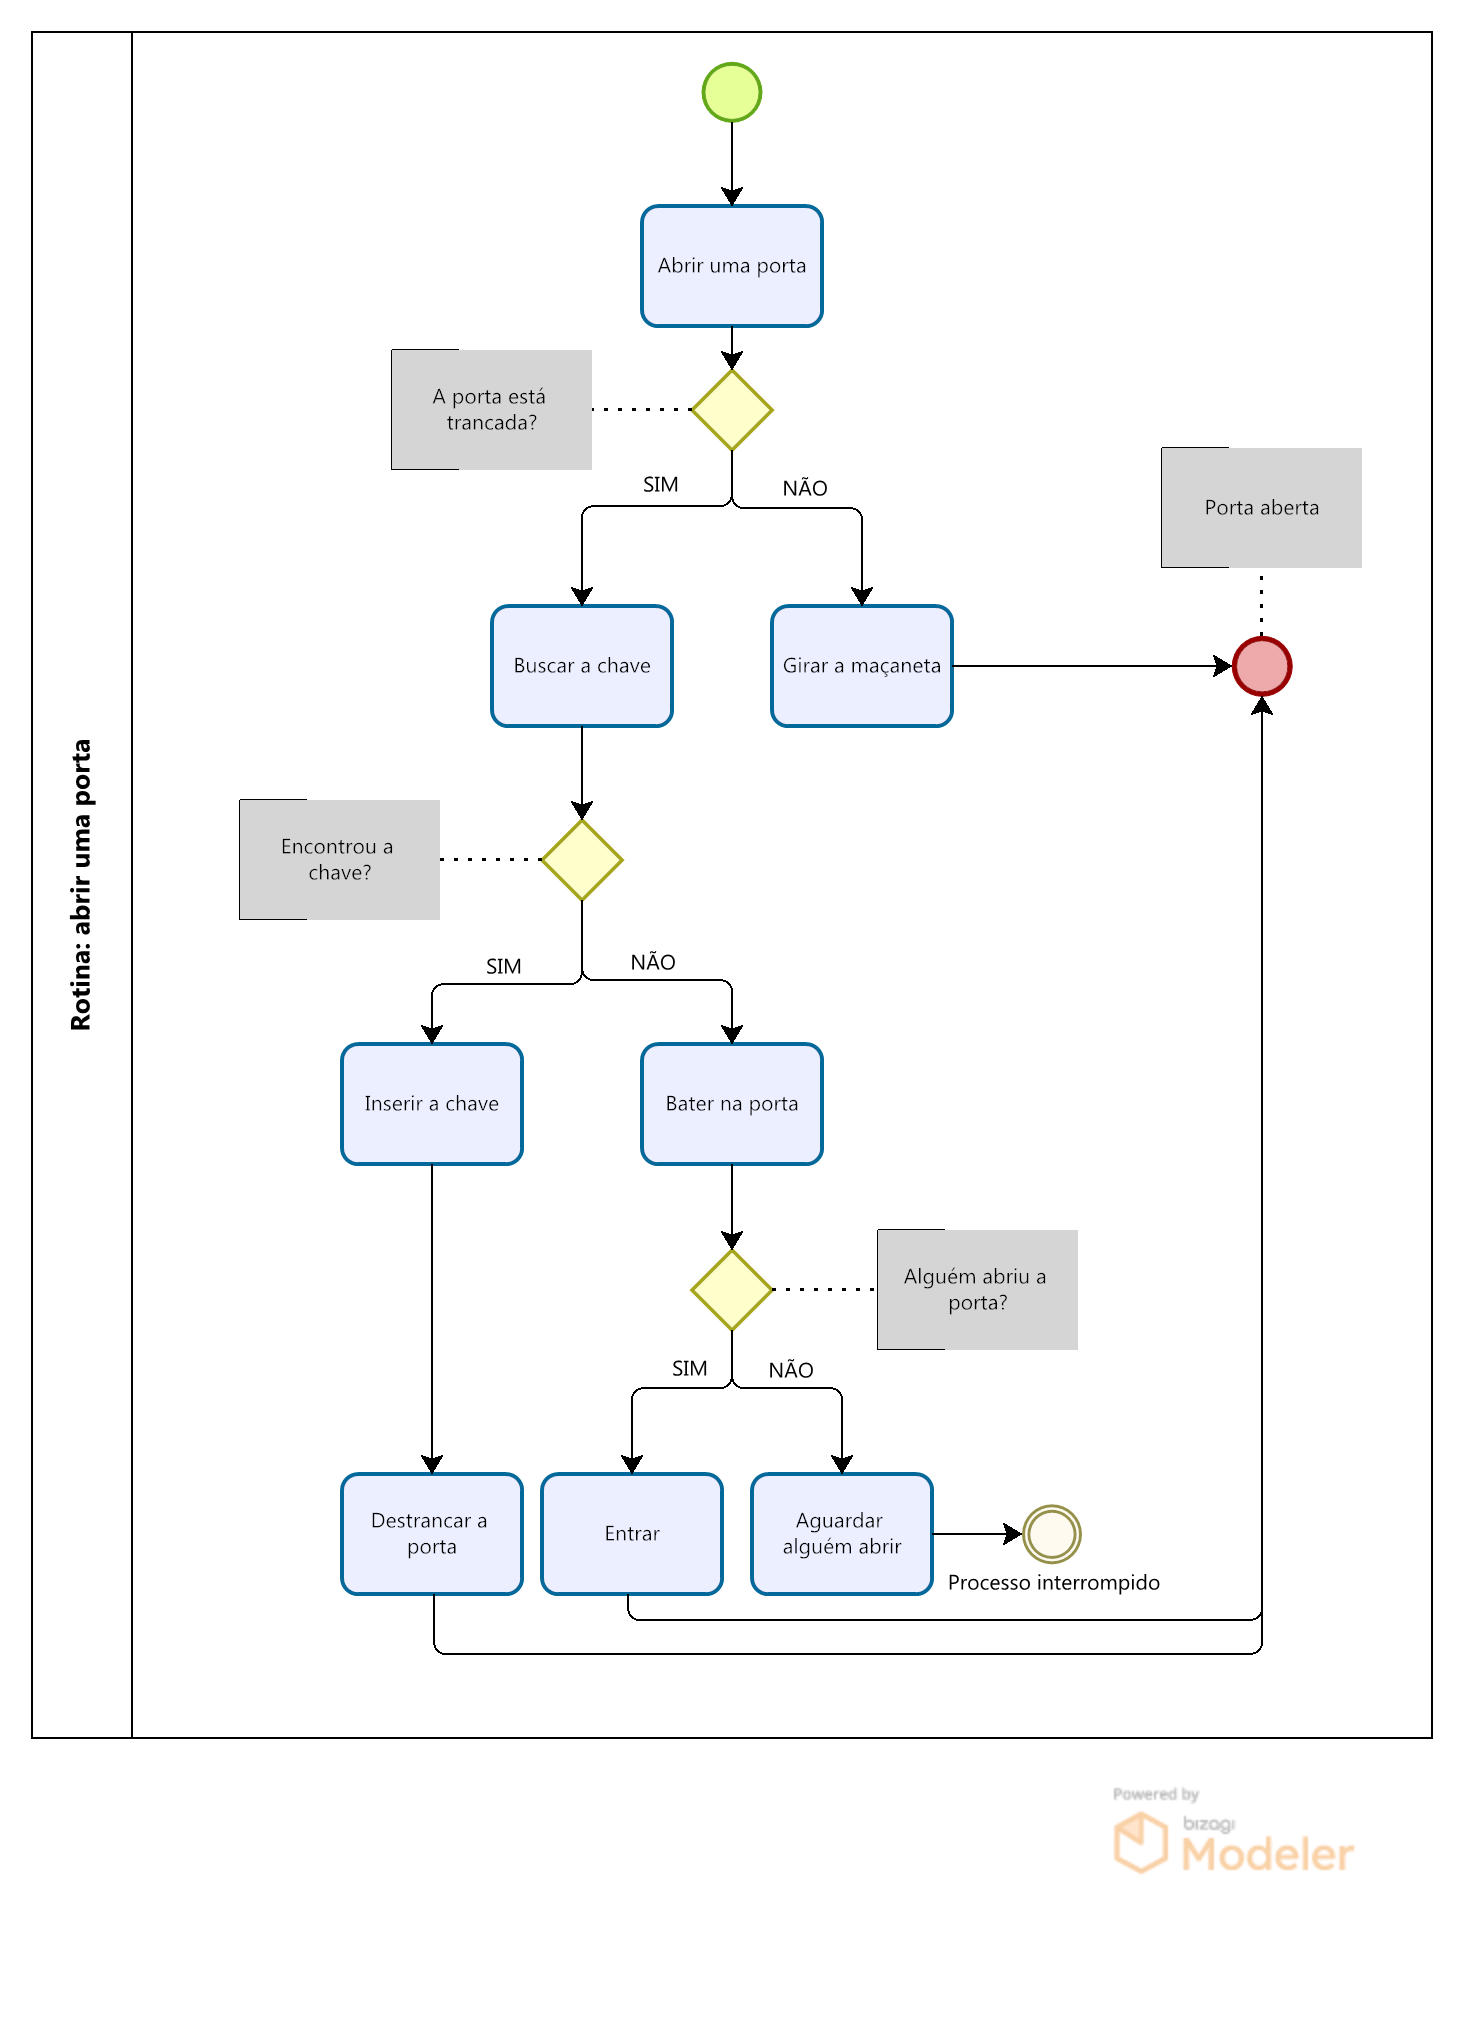 Rotina: abrir uma porta
Abrir uma porta
A porta está
trancada?
SIM
NÃO
Porta aberta
Buscar a chave
Girar a maçaneta
Encontrou a
chave?
SIM
NÃO
Inserir a chave
Bater na porta
Alguém abriu a
porta?
SIM
NÃO
Destrancar a
porta
Entrar
Aguardar
alguém abrir
Processo interrompido
Powered by
bizagi
Modeler